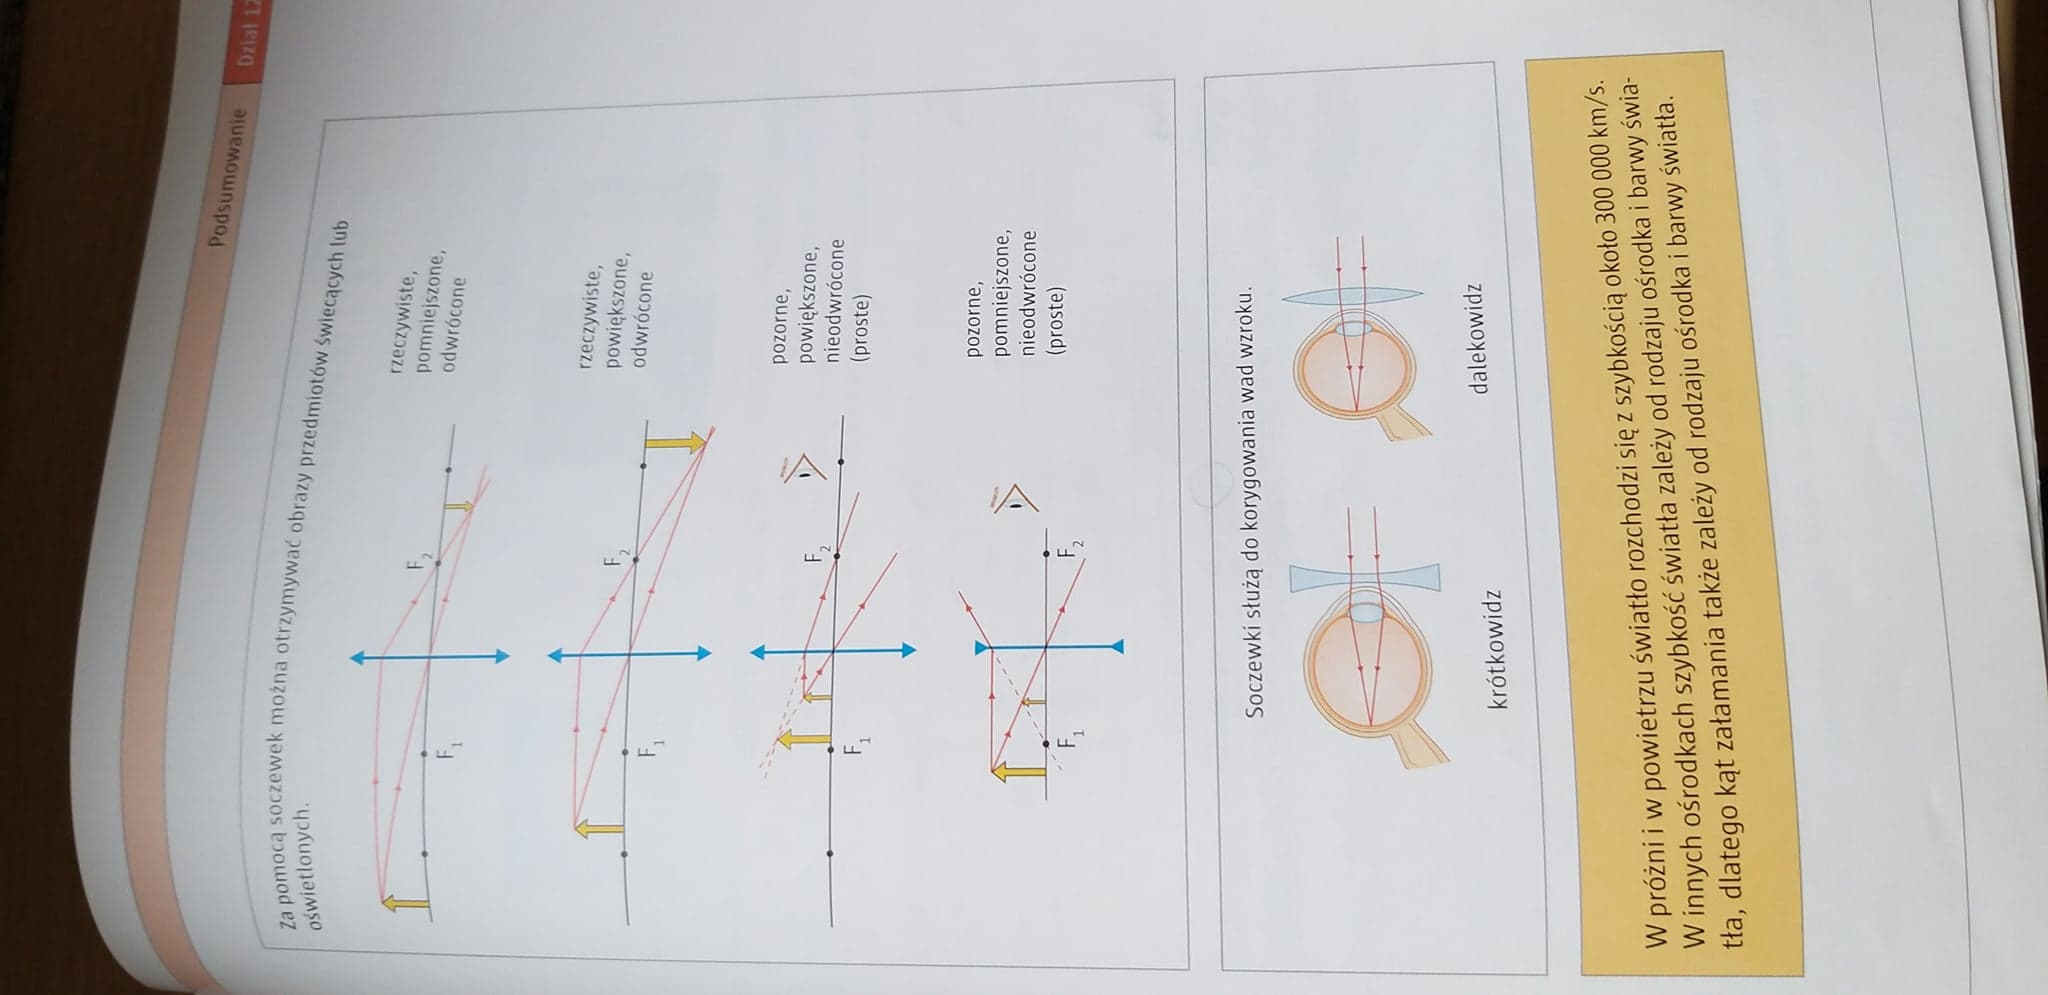 Podsumowanie Dział 12
Za pomocą soczewek można otrzymywać obrazy przedmiotów świecących lub
oświetlonych.
rzeczywiste,
pomniejszone,
odwrócone
F2
F1
rzeczywiste,
powiększone,
odwrócone
F2
F1
pozorne,
powiększone,
nieodwrócone
(proste)
F2
F1
pozorne,
pomniejszone,
nieodwrócone
(proste)
F1
F2
Soczewki służą do korygowania wad wzroku.
krótkowidz
dalekowidz
W próżni i w powietrzu światło rozchodzi się z szybkością około 300 000 km/s.
W innych ośrodkach szybkość światła zależy od rodzaju ośrodka i barwy świa-
tła, dlatego kąt załamania także zależy od rodzaju ośrodka i barwy światła.